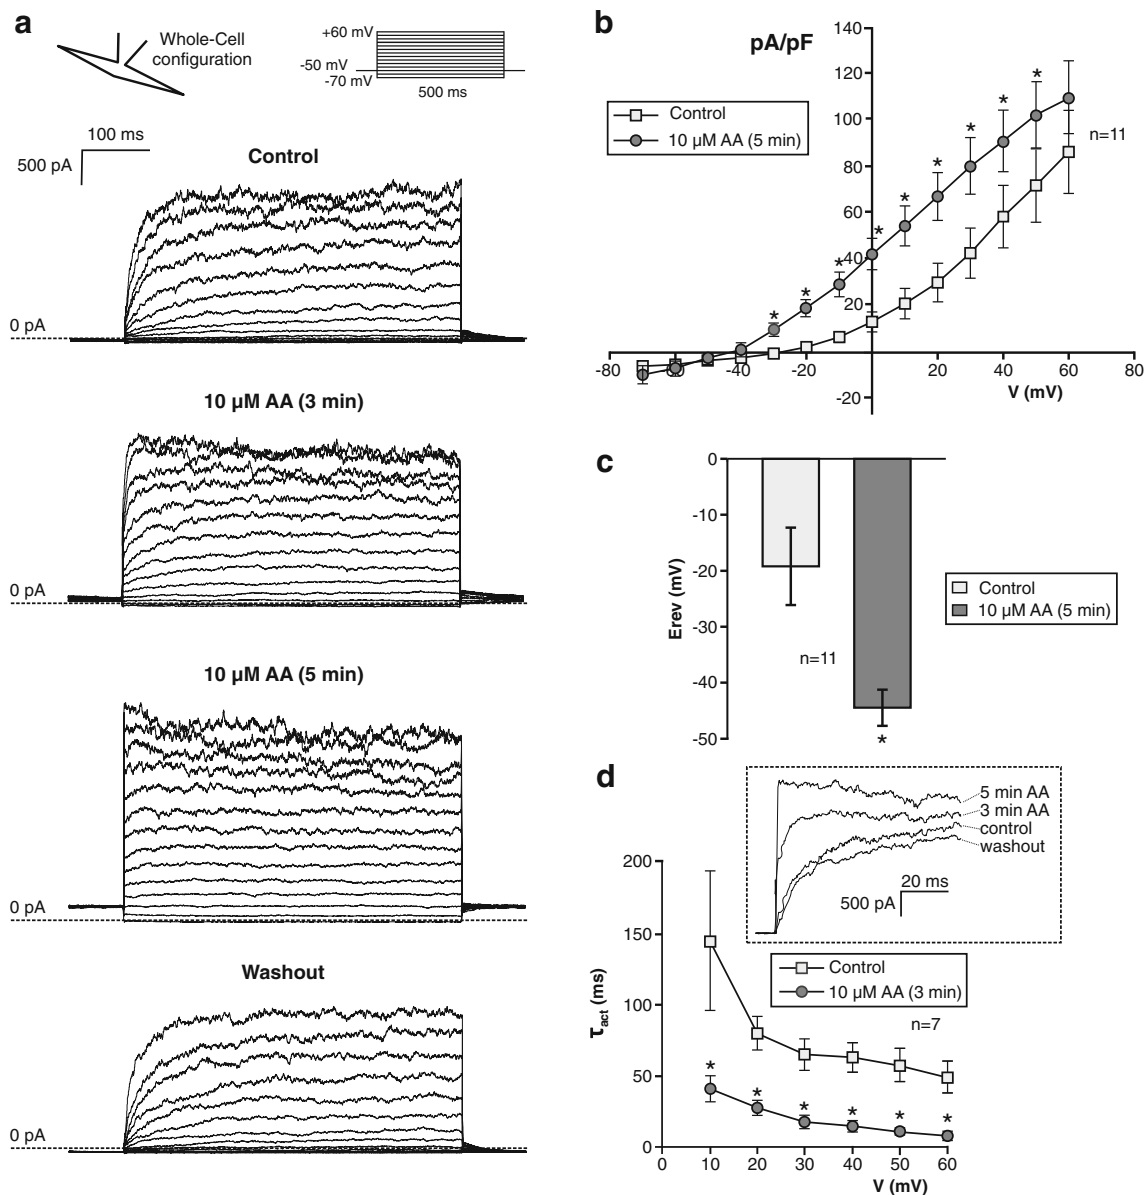 a
Whole-Cell
configuration
+60 mV
-50 mV
-70 mV
500 ms
100 ms
500 pA
Control
0 pA
10 µM AA (3 min)
0 pA
10 µM AA (5 min)
0 pA
Washout
0 pA
b
pA/pF
140
120
100
80
60
40
20
-20
-80
-60
-40
-20
20
40
60
80
V (mV)
Control
10 µM AA (5 min)
n=11
* * * * * * * * *
c
0
-10
-20
-30
-40
-50
Erev (mV)
n=11
*
Control
10 µM AA (5 min)
d
5 min AA
3 min AA
control
washout
20 ms
500 pA
200
150
100
50
0
τact (ms)
Control
10 µM AA (3 min)
n=7
* * * * * *
0 10 20 30 40 50 60
V (mV)